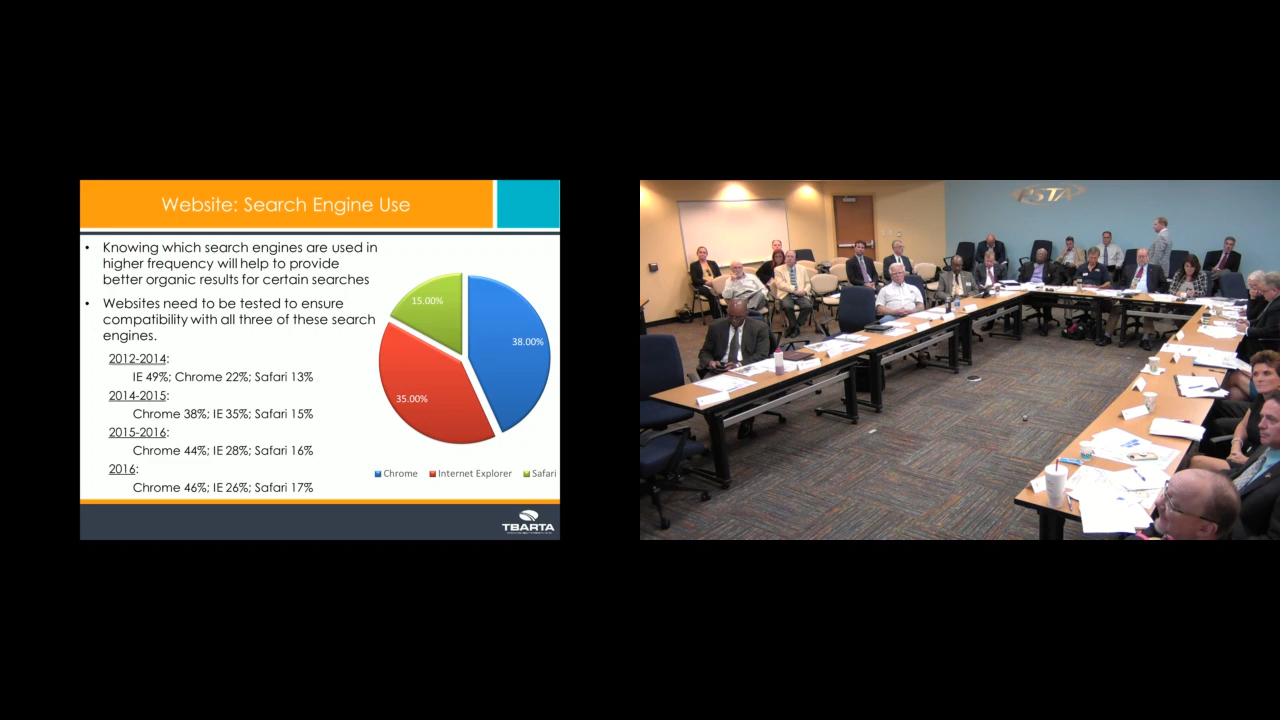 Website: Search Engine Use
• Knowing which search engines are used in
higher frequency will help to provide
better organic results for certain searches
• Websites need to be tested to ensure
compatibility with all three of these search
engines.
2012-2014:
IE 49%; Chrome 22%; Safari 13%
2014-2015:
Chrome 38%; IE 35%; Safari 15%
2015-2016:
Chrome 44%; IE 28%; Safari 16%
2016:
Chrome 46%; IE 26%; Safari 17%
15.00%
38.00%
35.00%
Chrome Internet Explorer Safari
TBARTA
PSTA